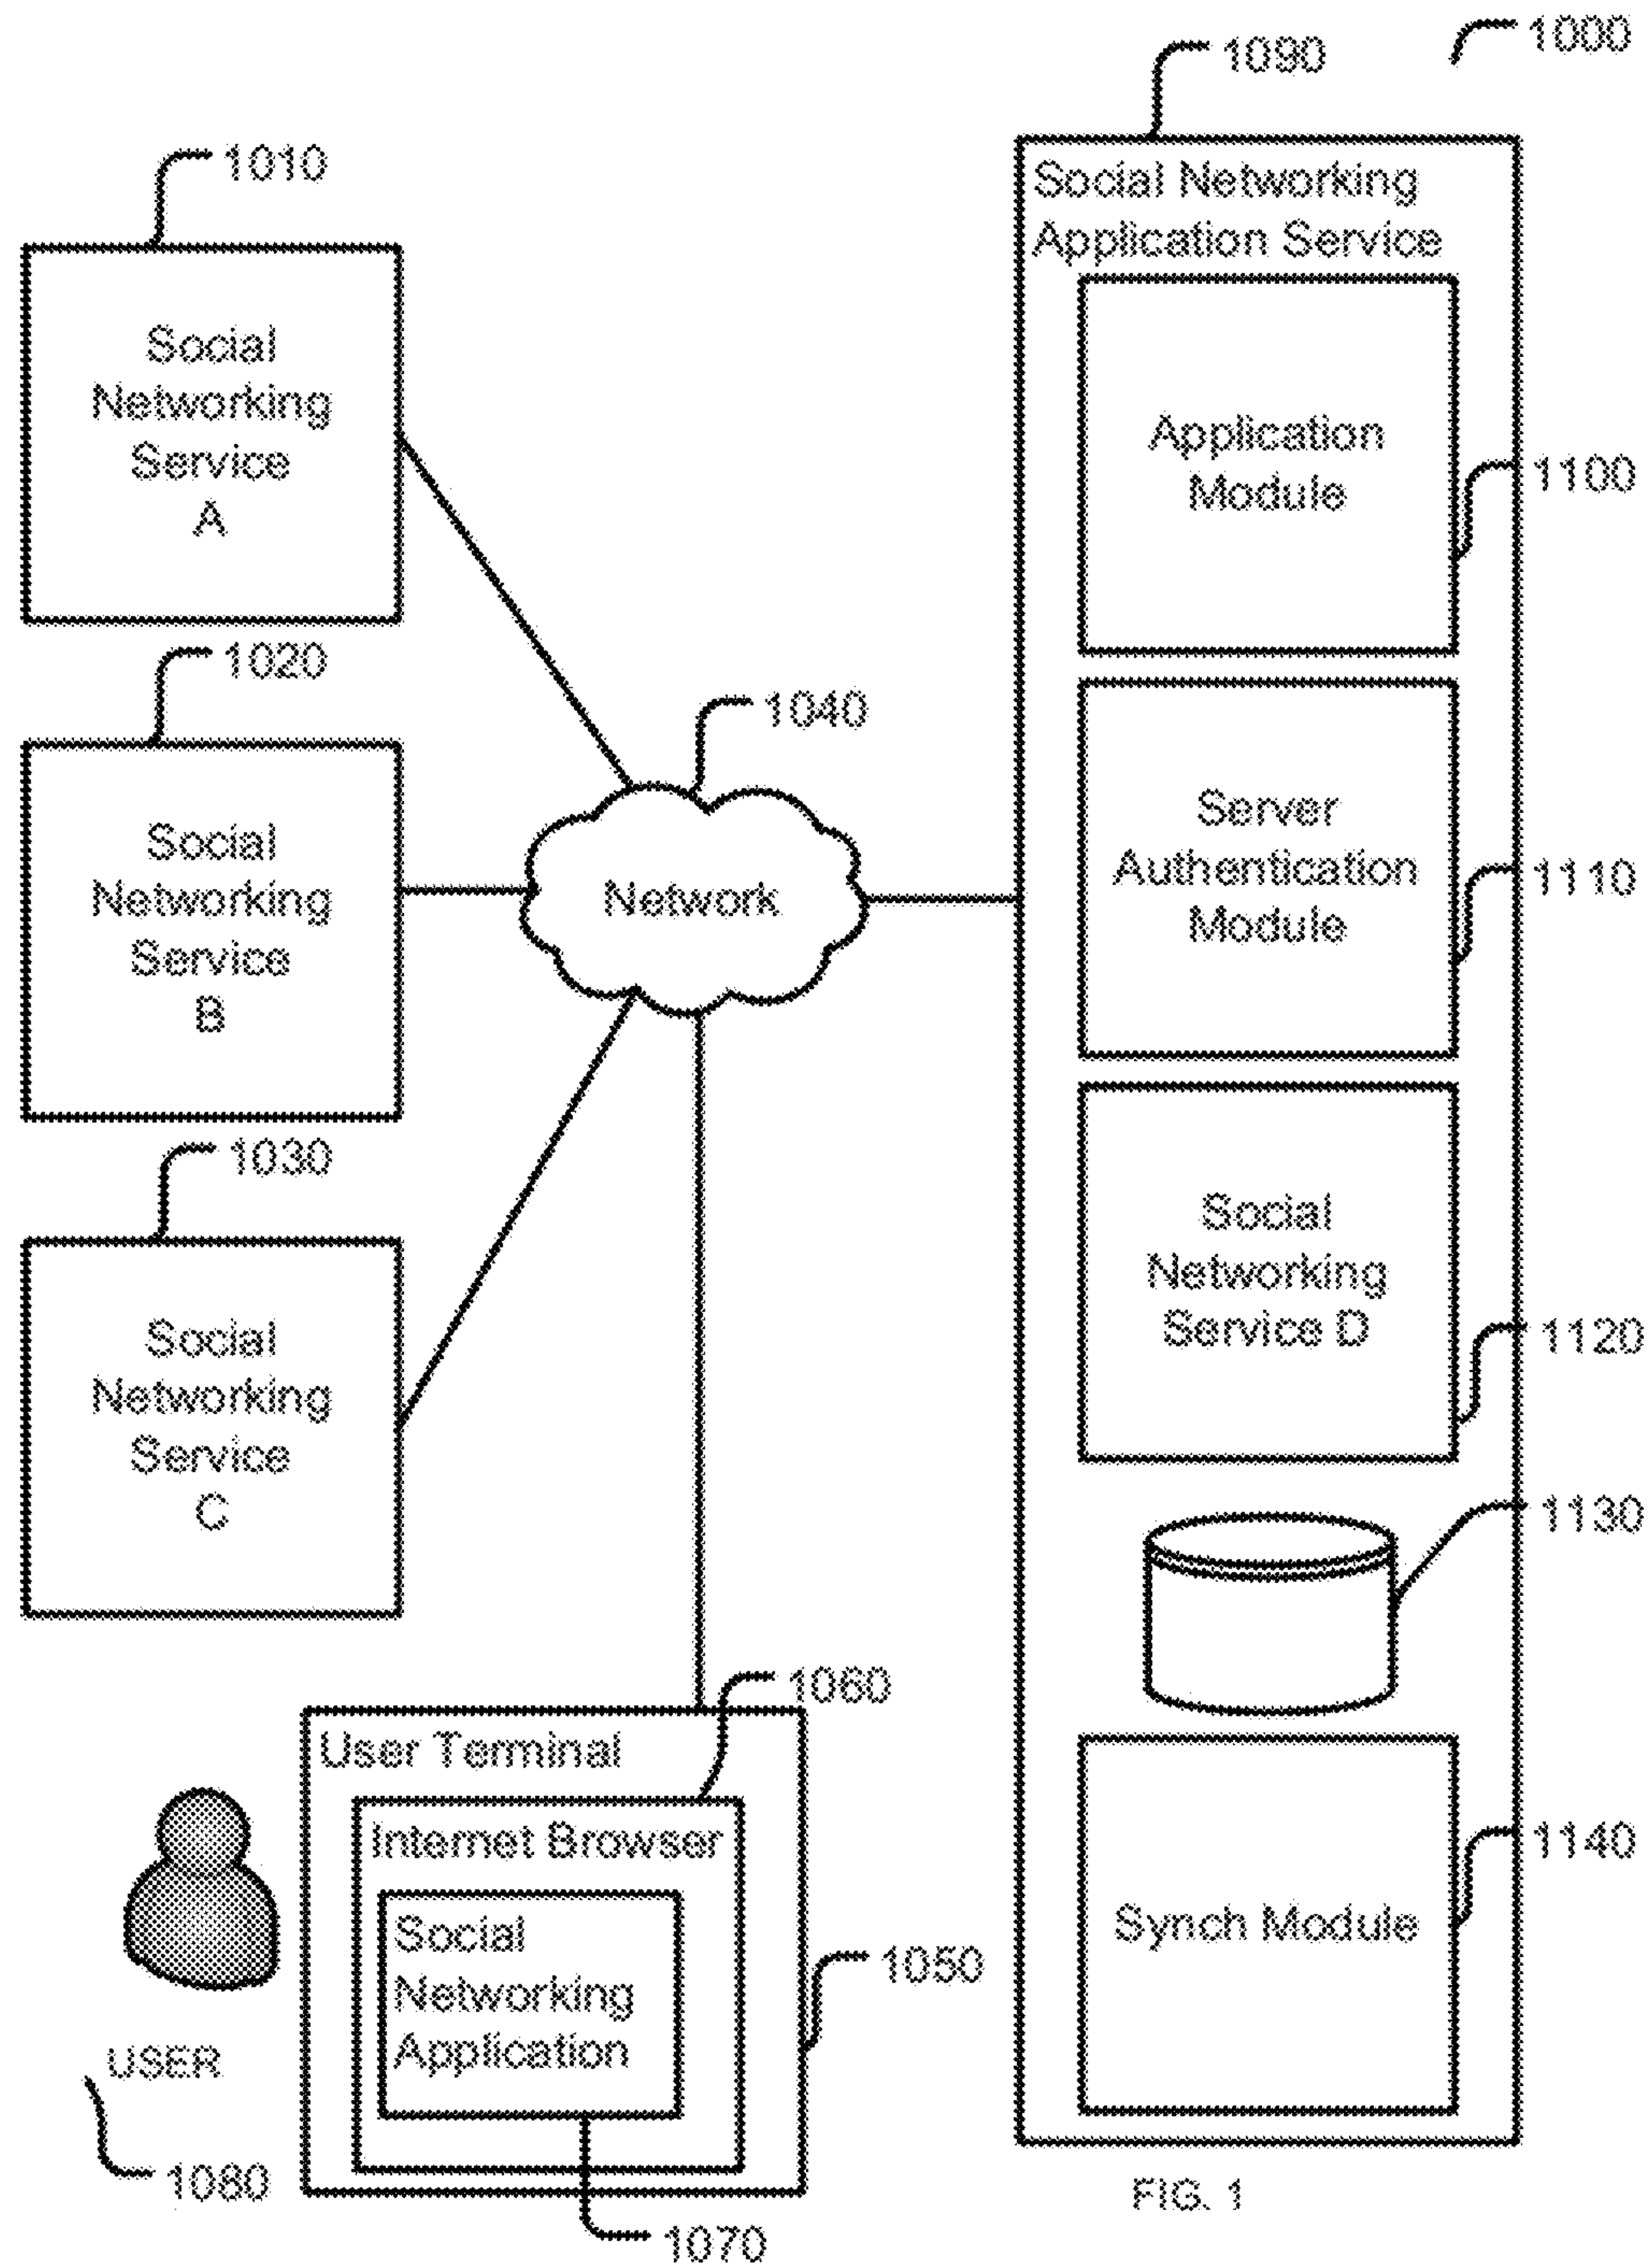 1000
1090
Social Networking
Application Service
1010
Social
Networking
Service
A
Application
Module
1100
1020
Social
Networking
Service
B
1040
Network
Server
Authentication
Module
1110
1030
Social
Networking
Service
C
Social
Networking
Service D
1120
1130
1060
User Terminal
Internet Browser
Social
Networking
Application
1050
USER
1080
1070
Synch Module
1140
FIG. 1